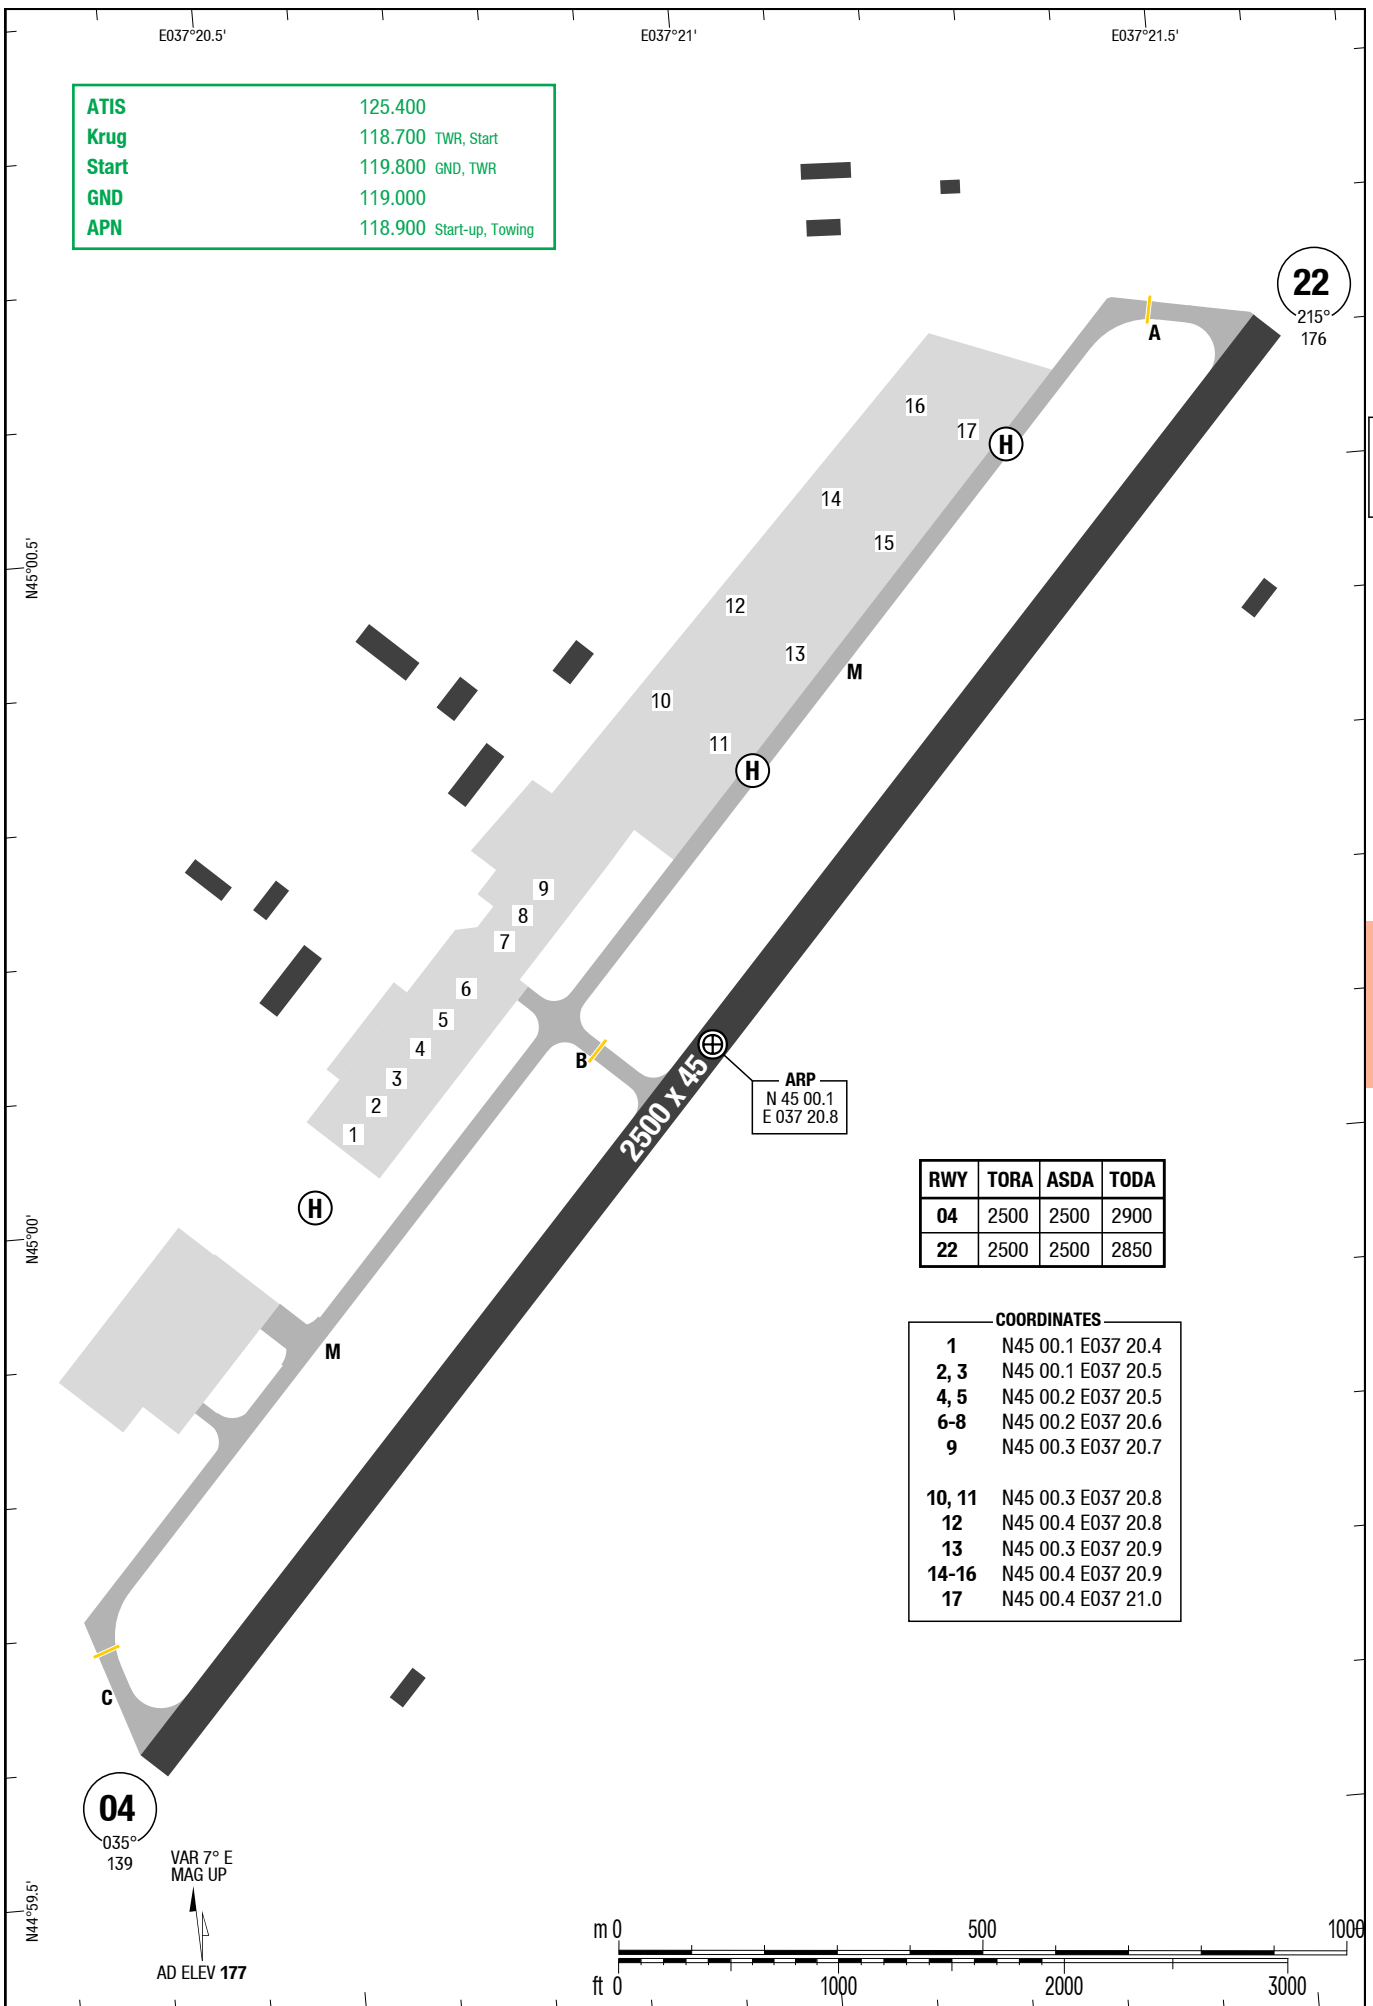 E037°20.5' E037°21' E037°21.5'
ATIS 125.400
Krug 118.700 TWR, Start
Start 119.800 GND, TWR
GND 119.000
APN 118.900 Start-up, Towing
22
215°
176
A
16
17
H
14
15
N45°00.5'
12
13
M
10
11
H
9
8
7
6
5
4
3
2
1
B
2500 x 45
ARP
N 45 00.1
E 037 20.8
H
N45°00'
M
RWY TORA ASDA TODA
04 2500 2500 2900
22 2500 2500 2850
COORDINATES
1 N45 00.1 E037 20.4
2, 3 N45 00.1 E037 20.5
4, 5 N45 00.2 E037 20.5
6-8 N45 00.2 E037 20.6
9 N45 00.3 E037 20.7
10, 11 N45 00.3 E037 20.8
12 N45 00.4 E037 20.8
13 N45 00.3 E037 20.9
14-16 N45 00.4 E037 20.9
17 N45 00.4 E037 21.0
C
04
035°
139
VAR 7° E
MAG UP
N44°59.5'
AD ELEV 177
m 0 500 1000
ft 0 1000 2000 3000